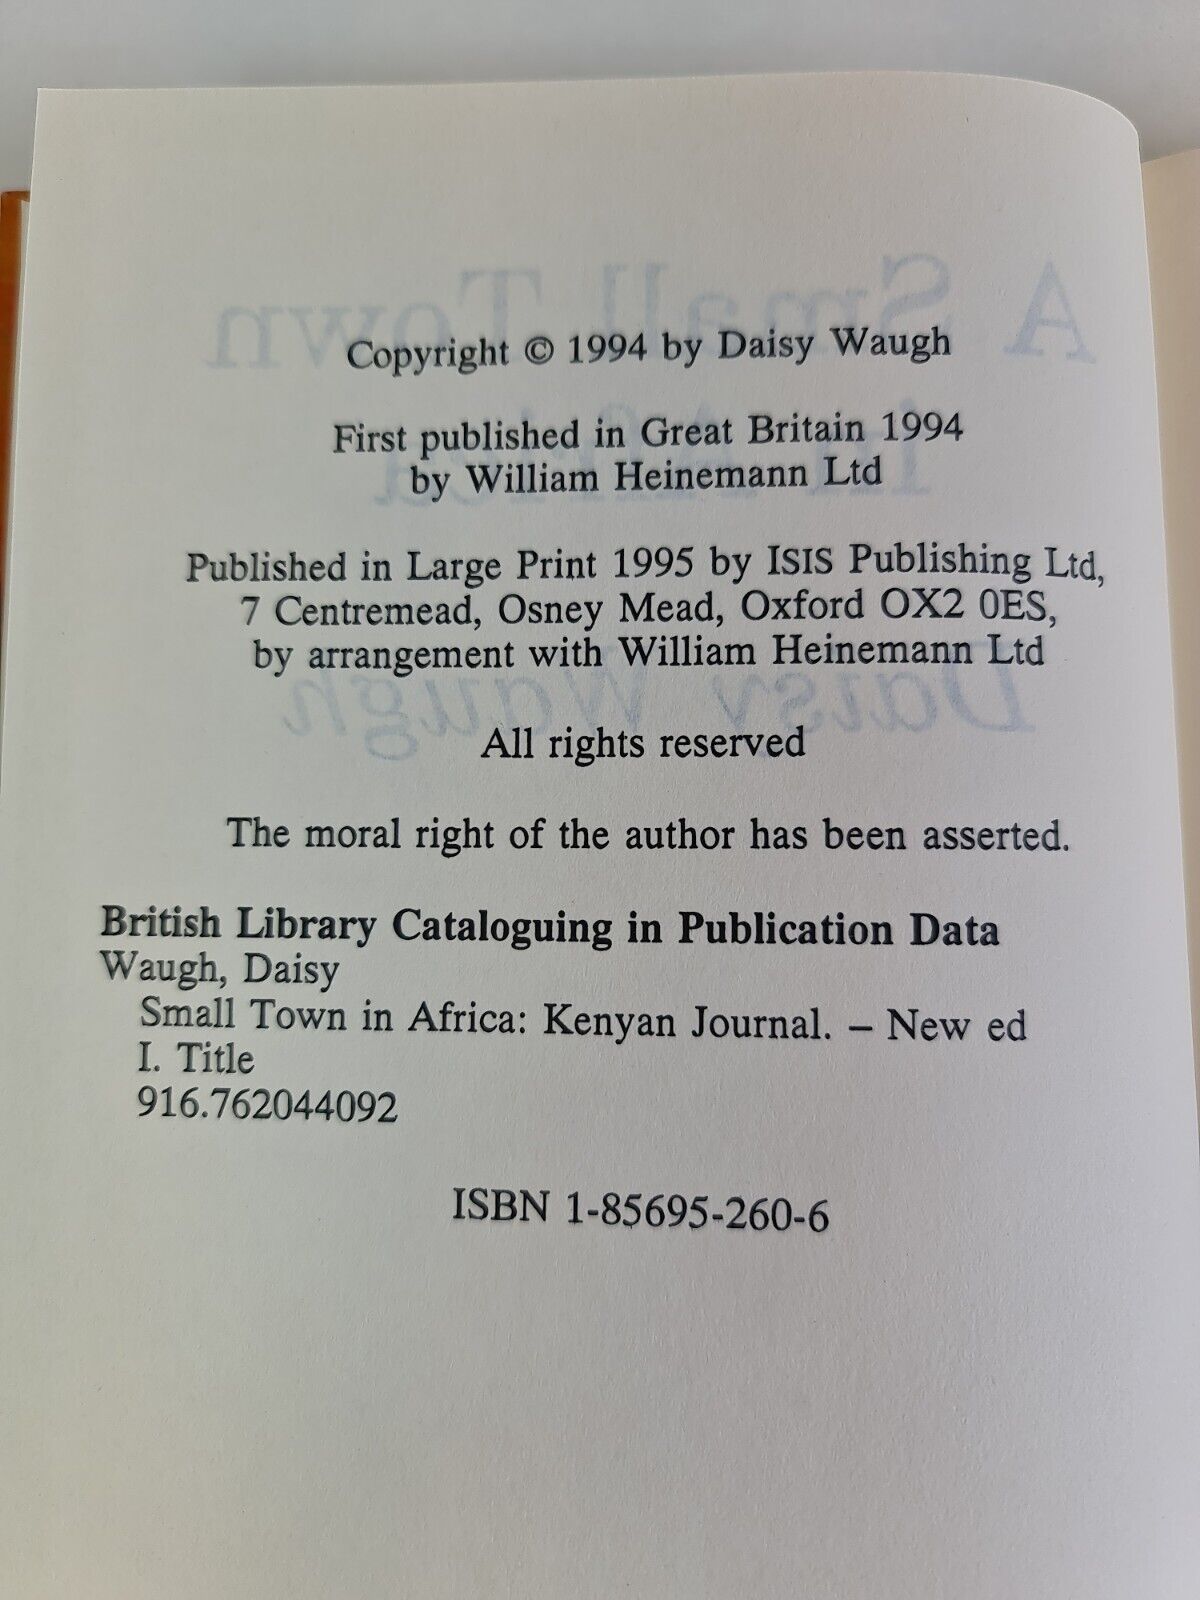 Copyright © 1994 by Daisy Waugh
First published in Great Britain 1994
by William Heinemann Ltd
Published in Large Print 1995 by ISIS Publishing Ltd,
7 Centremead, Osney Mead, Oxford OX2 0ES,
by arrangement with William Heinemann Ltd
All rights reserved
The moral right of the author has been asserted.
British Library Cataloguing in Publication Data
Waugh, Daisy
Small Town in Africa: Kenyan Journal. – New ed
I. Title
916.762044092
ISBN 1-85695-260-6